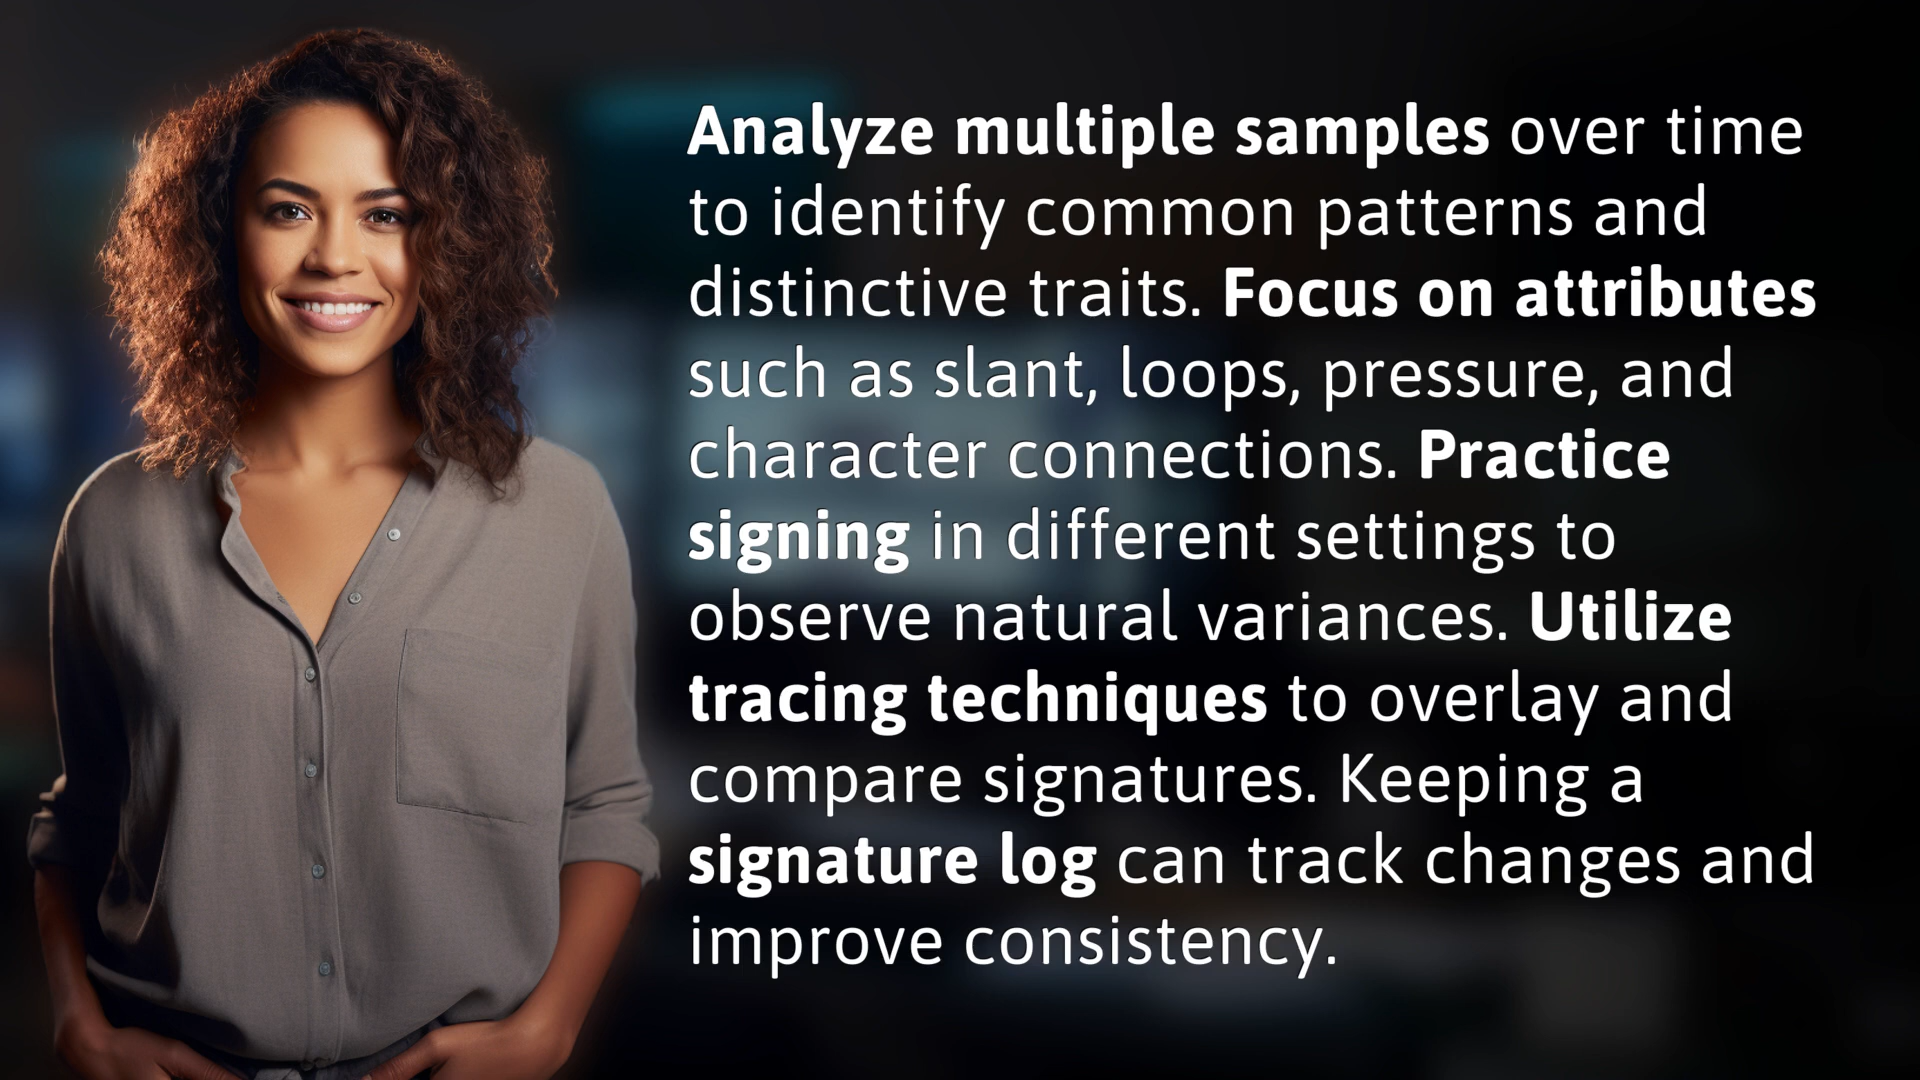 Analyze multiple samples over time
to identify common patterns and
distinctive traits. Focus on attributes
such as slant, loops, pressure, and
character connections. Practice
signing in different settings to
observe natural variances. Utilize
tracing techniques to overlay and
compare signatures. Keeping a
signature log can track changes and
improve consistency.